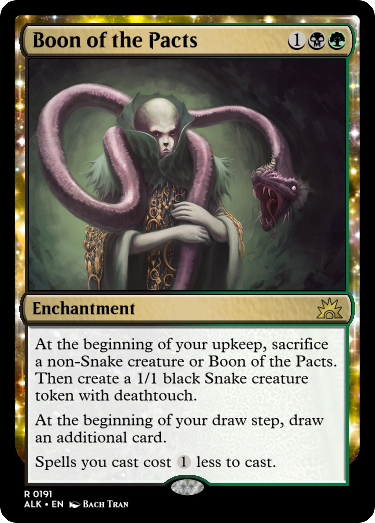 Boon of the Pacts 1
Enchantment
At the beginning of your upkeep, sacrifice
a non-Snake creature or Boon of the Pacts.
Then create a 1/1 black Snake creature
token with deathtouch.
At the beginning of your draw step, draw
an additional card.
Spells you cast cost 1 less to cast.
R 0191
ALK • EN Bach Tran